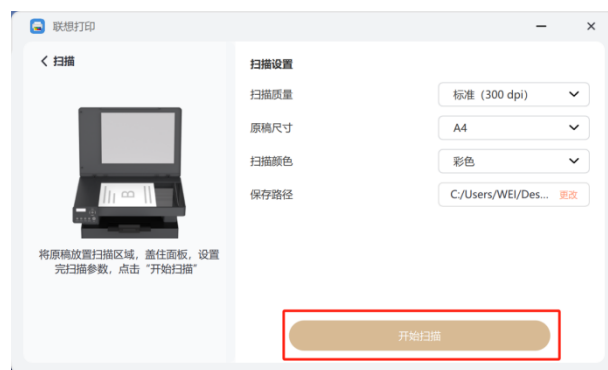 联想打印
扫描
将原稿放置扫描区域，盖住面板，设置
完扫描参数，点击“开始扫描”
扫描设置
扫描质量
标准（300 dpi）
原稿尺寸
A4
扫描颜色
彩色
保存路径
C:/Users/WEI/Des... 更改
开始扫描